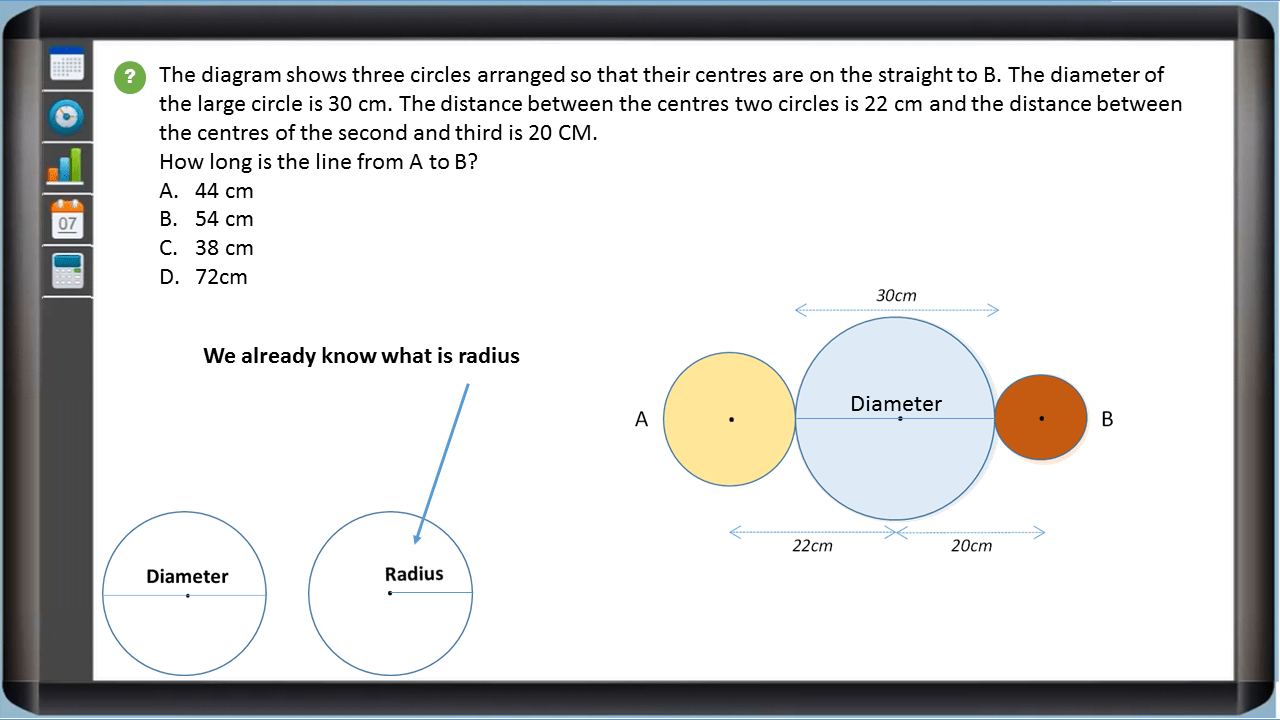 ?
The diagram shows three circles arranged so that their centres are on the straight to B. The diameter of
the large circle is 30 cm. The distance between the centres two circles is 22 cm and the distance between
the centres of the second and third is 20 CM.
How long is the line from A to B?
A. 44 cm
B. 54 cm
C. 38 cm
D. 72cm
07
30cm
We already know what is radius
Diameter
A
B
22cm
20cm
Diameter
Radius